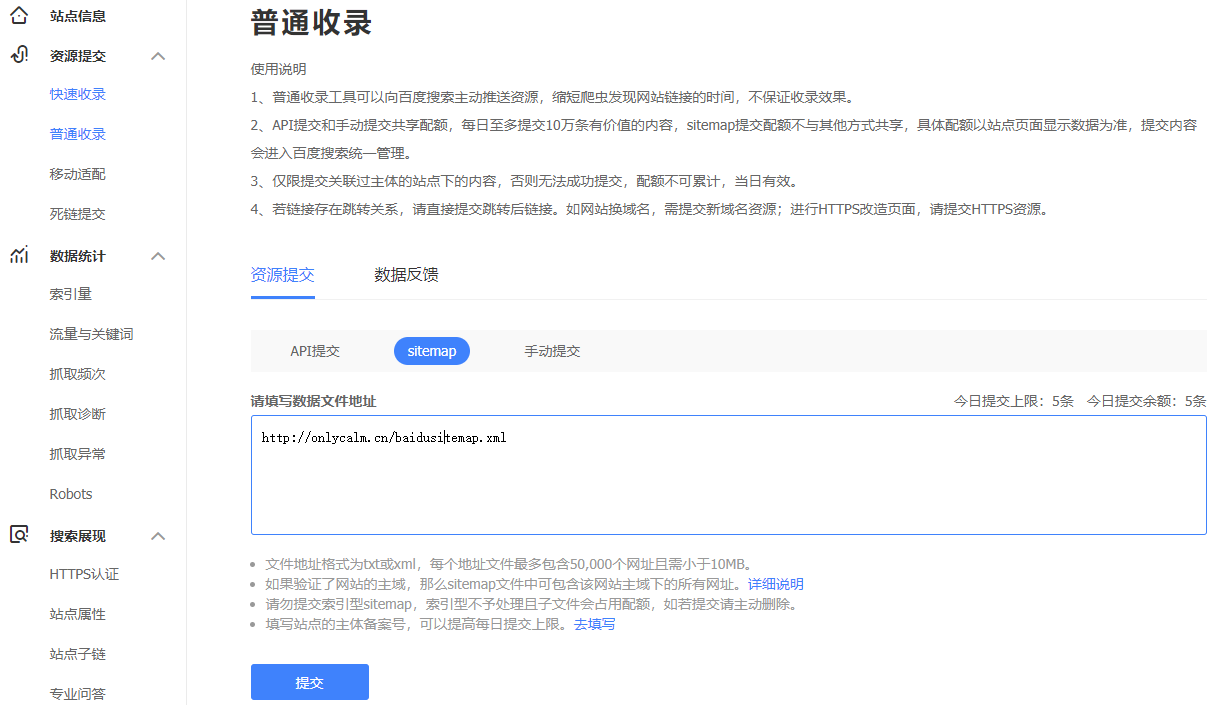 站点信息
资源提交
快速收录
普通收录
移动适配
死链提交
数据统计
索引量
流量与关键词
抓取频次
抓取诊断
抓取异常
Robots
搜索展现
HTTPS认证
站点属性
站点子链
专业问答
普通收录
使用说明
1、普通收录工具可以向百度搜索主动推送资源，缩短爬虫发现网站链接的时间，不保证收录效果。
2、API提交和手动提交共享配额，每日至多提交10万条有价值的内容，sitemap提交配额不与其他方式共享，具体配额以站点页面显示数据为准，提交内容
会进入百度搜索统一管理。
3、仅限提交关联过主体的站点下的内容，否则无法成功提交，配额不可累计，当日有效。
4、若链接存在跳转关系，请直接提交跳转后链接。如网站换域名，需提交新域名资源；进行HTTPS改造页面，请提交HTTPS资源。
资源提交 数据反馈
API提交 sitemap 手动提交
请填写数据文件地址 今日提交上限：5条 今日提交余额：5条
http://onlycalm.cn/baidusitemap.xml
• 文件地址格式为txt或xml，每个地址文件最多包含50,000个网址且需小于10MB。
• 如果验证了网站的主域，那么sitemap文件中可包含该网站主域下的所有网址。详细说明
• 请勿提交索引型sitemap，索引型不予处理且子文件会占用配额，如若提交请主动删除。
• 填写站点的主体备案号，可以提高每日提交上限。去填写
提交